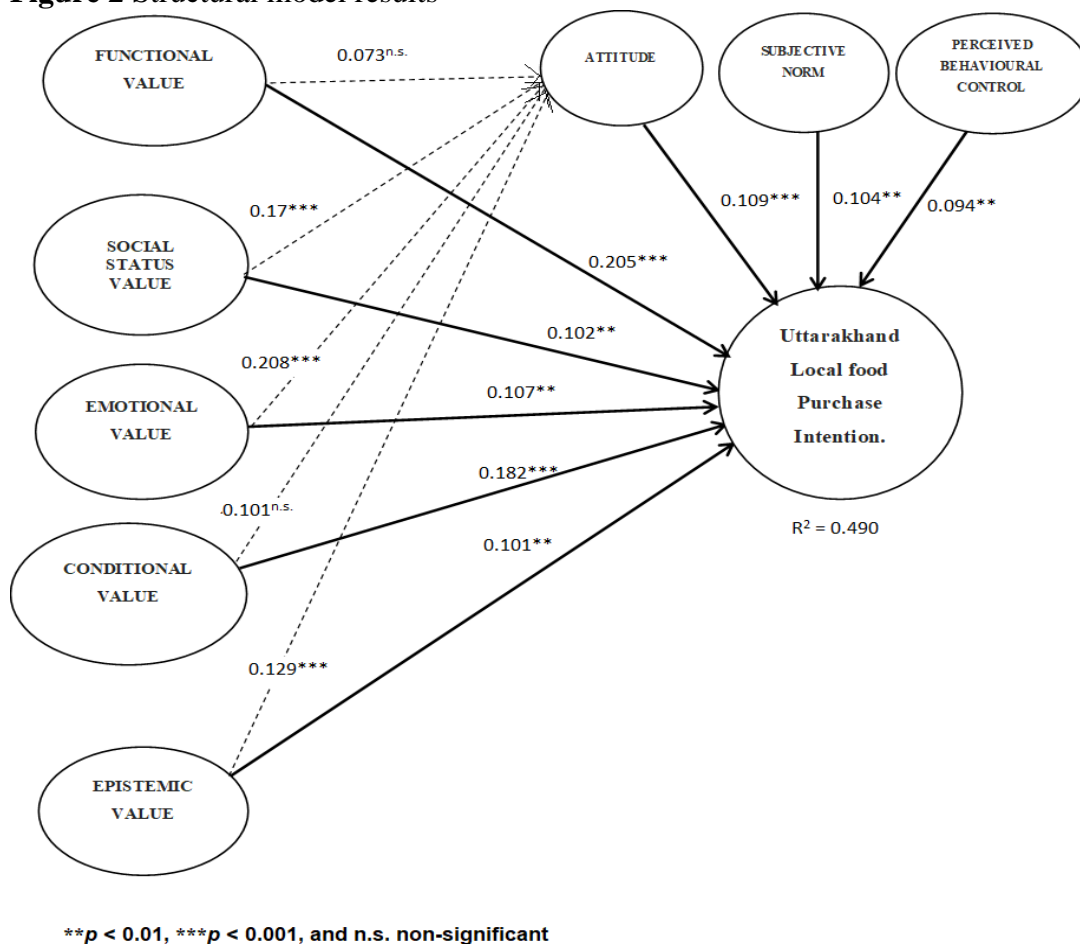 Figure 2 Structural model results
FUNCTIONAL
VALUE
0.073n.s.
ATTITUDE
SUBJECTIVE
NORM
PERCEIVED
BEHAVIOURAL
CONTROL
0.17***
SOCIAL
STATUS
VALUE
0.109***
0.104**
0.094**
0.205***
0.102**
Uttarakhand
Local food
Purchase
Intention.
0.208***
EMOTIONAL
VALUE
0.107**
0.182***
0.101n.s.
0.101**
R² = 0.490
CONDITIONAL
VALUE
0.129***
EPISTEMIC
VALUE
**p < 0.01, ***p < 0.001, and n.s. non-significant